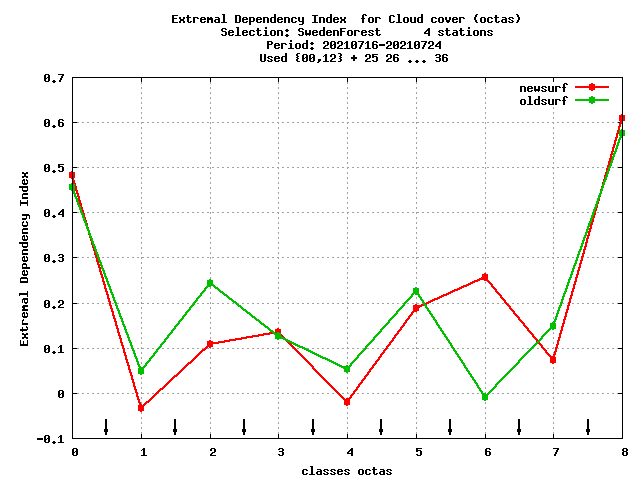 Extremal Dependency Index  for Cloud cover (octas)
Selection: SwedenForest      4 stations
Period: 20210716-20210724
Used {00,12} + 25 26 ... 36
newsurf
oldsurf
Extremal Dependency Index
0.7
0.6
0.5
0.4
0.3
0.2
0.1
0
-0.1
0 1 2 3 4 5 6 7 8
classes octas